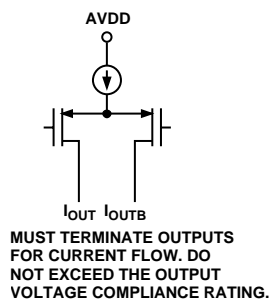 AVDD
IOUT IOUTB
MUST TERMINATE OUTPUTS
FOR CURRENT FLOW. DO
NOT EXCEED THE OUTPUT
VOLTAGE COMPLIANCE RATING.